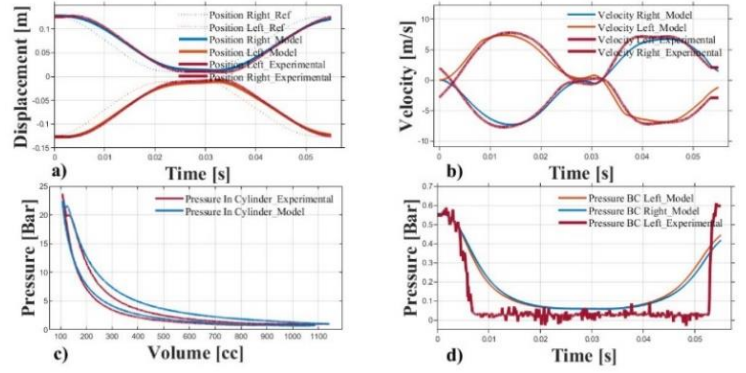 Displacement [m]
0.1
0.05
0
-0.05
-0.1
-0.15
Position Right_Ref
Position Left_Ref
Position Right_Model
Position Left_Model
Position Left_Experimental
Position Right_Experimental
0 0.01 0.02 0.03 0.04 0.05
a) Time [s]
Velocity [m/s]
10
5
0
-5
-10
Velocity Right_Model
Velocity Left_Model
Velocity Left_Experimental
Velocity Right_Experimental
0 0.01 0.02 0.03 0.04 0.05
b) Time [s]
Pressure [Bar]
25
20
15
10
5
0
Pressure In Cylinder_Experimental
Pressure In Cylinder_Model
100 200 300 400 500 600 700 800 900 1000 1100
c) Volume [cc]
Pressure [Bar]
0.7
0.6
0.5
0.4
0.3
0.2
0.1
0
-0.1
Pressure BC Left_Model
Pressure BC Right_Model
Pressure BC Left_Experimental
0 0.01 0.02 0.03 0.04 0.05
d) Time [s]